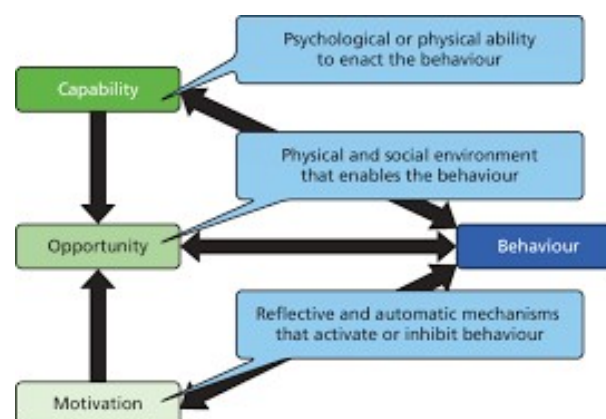 Psychological or physical ability
to enact the behaviour
Capability
Physical and social environment
that enables the behaviour
Opportunity
Behaviour
Reflective and automatic mechanisms
that activate or inhibit behaviour
Motivation